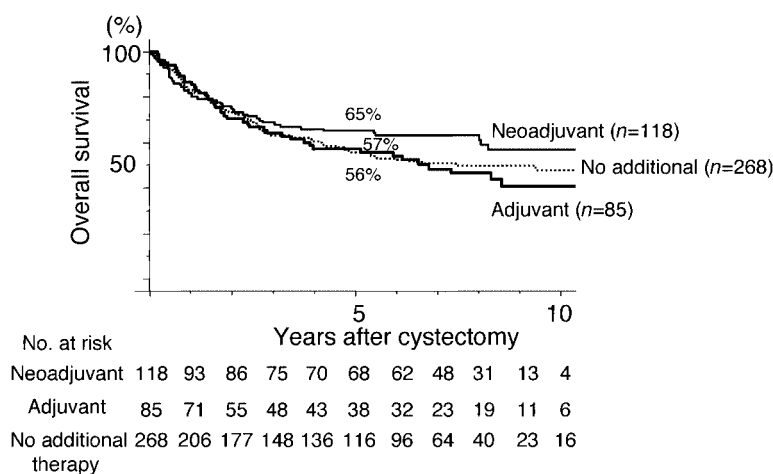 (%)
100
50
Overall survival
65%
57%
56%
Neoadjuvant (n=118)
No additional (n=268)
Adjuvant (n=85)
5
10
Years after cystectomy
No. at risk
Neoadjuvant 118 93 86 75 70 68 62 48 31 13 4
Adjuvant 85 71 55 48 43 38 32 23 19 11 6
No additional 268 206 177 148 136 116 96 64 40 23 16
therapy